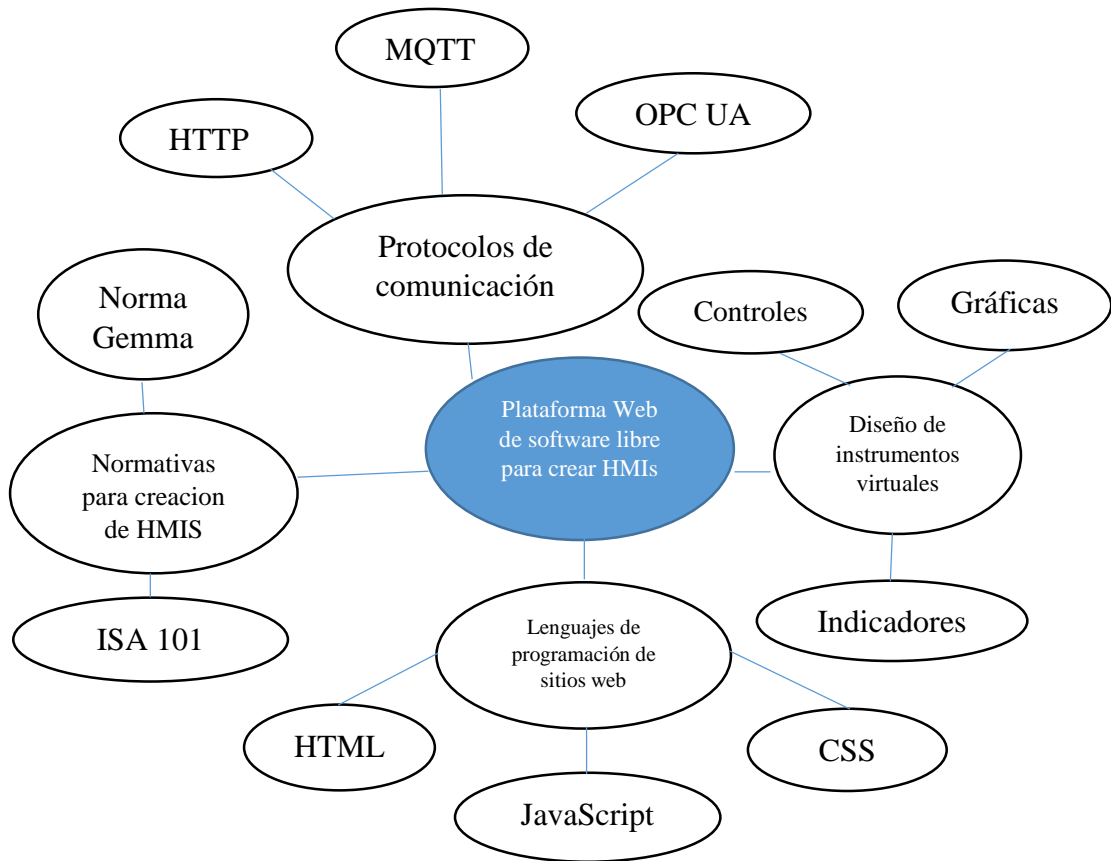 MQTT
HTTP
OPC UA
Protocolos de
comunicación
Norma
Gemma
Controles
Gráficas
Plataforma Web
de software libre
para crear HMIs
Normativas
para creacion
de HMIS
Diseño de
instrumentos
virtuales
ISA 101
Lenguajes de
programación de
sitios web
Indicadores
HTML
CSS
JavaScript